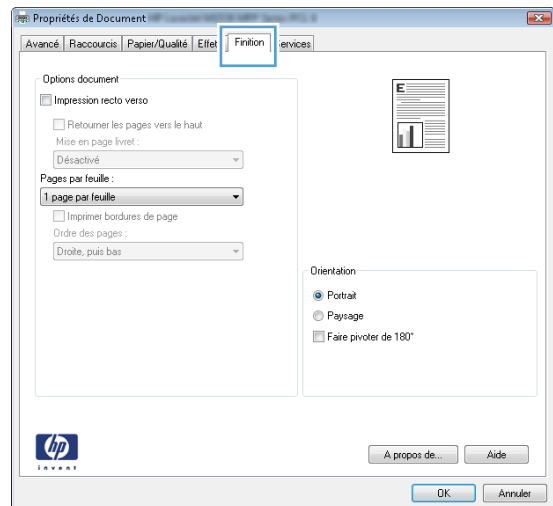 Propriétés de Document
Avancé Raccourcis Papier/Qualité Effet Finition ervices
Options document
Impression recto verso
Retourner les pages vers le haut
Mise en page livret :
Désactivé
Pages par feuille :
1 page par feuille
Imprimer bordures de page
Ordre des pages :
Droite, puis bas
E
Orientation
Portrait
Paysage
Faire pivoter de 180°
hp
invent
A propos de... Aide
OK Annuler